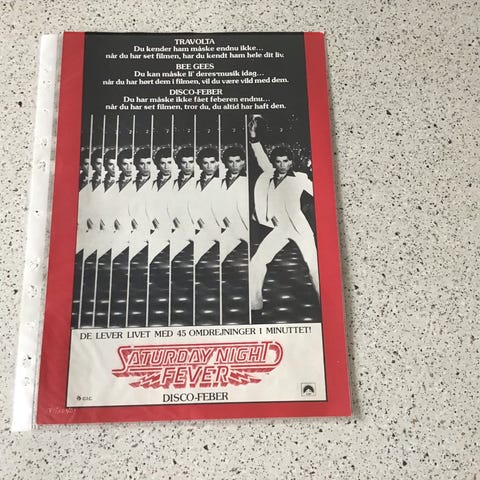 TRAVOLTA
Du kender ham måske endnu ikke...
når du har set filmen, har du kendt ham hele dit liv.
BEE GEES
Du kan måske li' deres musik idag...
når du har hørt dem i filmen, vil du være vild med dem.
DISCO-FEBER
Du har måske ikke fået feberen endnu...
når du har set filmen, tror du, du altid har haft den.
DE LEVER LIVET MED 45 OMDREJNINGER I MINUTTET!
SATURDAY NIGHT
FEVER
C.I.C.
DISCO-FEBER